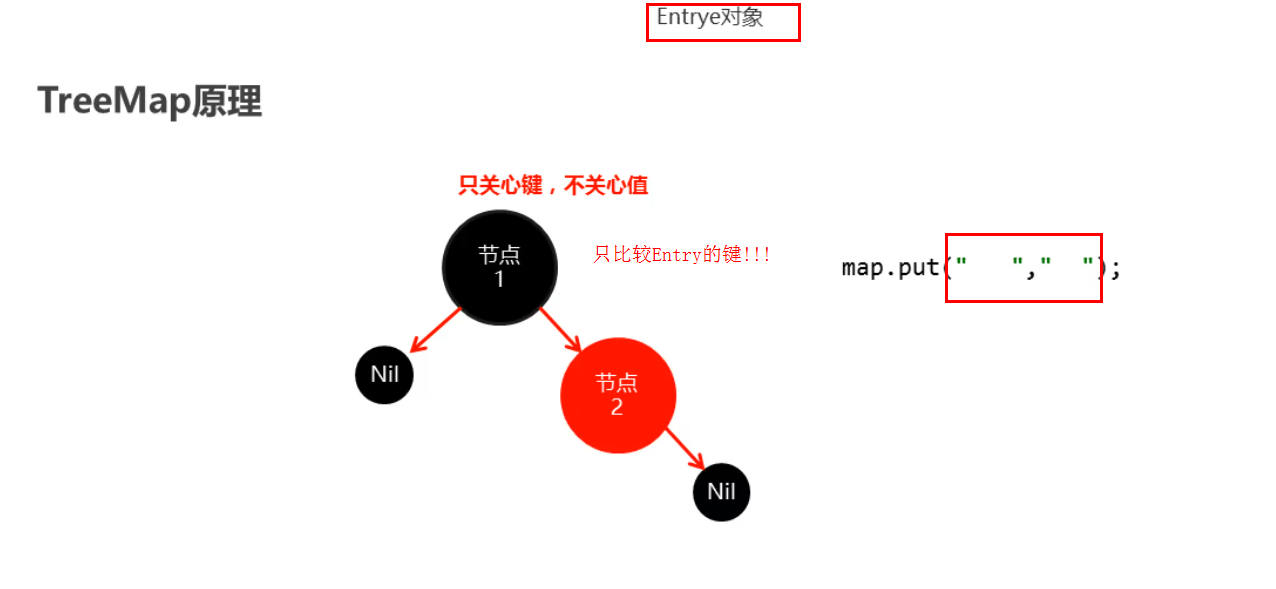 Entrye对象
TreeMap原理
只关心键，不关心值
节点
1
只比较Entry的键!!!
map.put("   ","  ");
Nil
节点
2
Nil